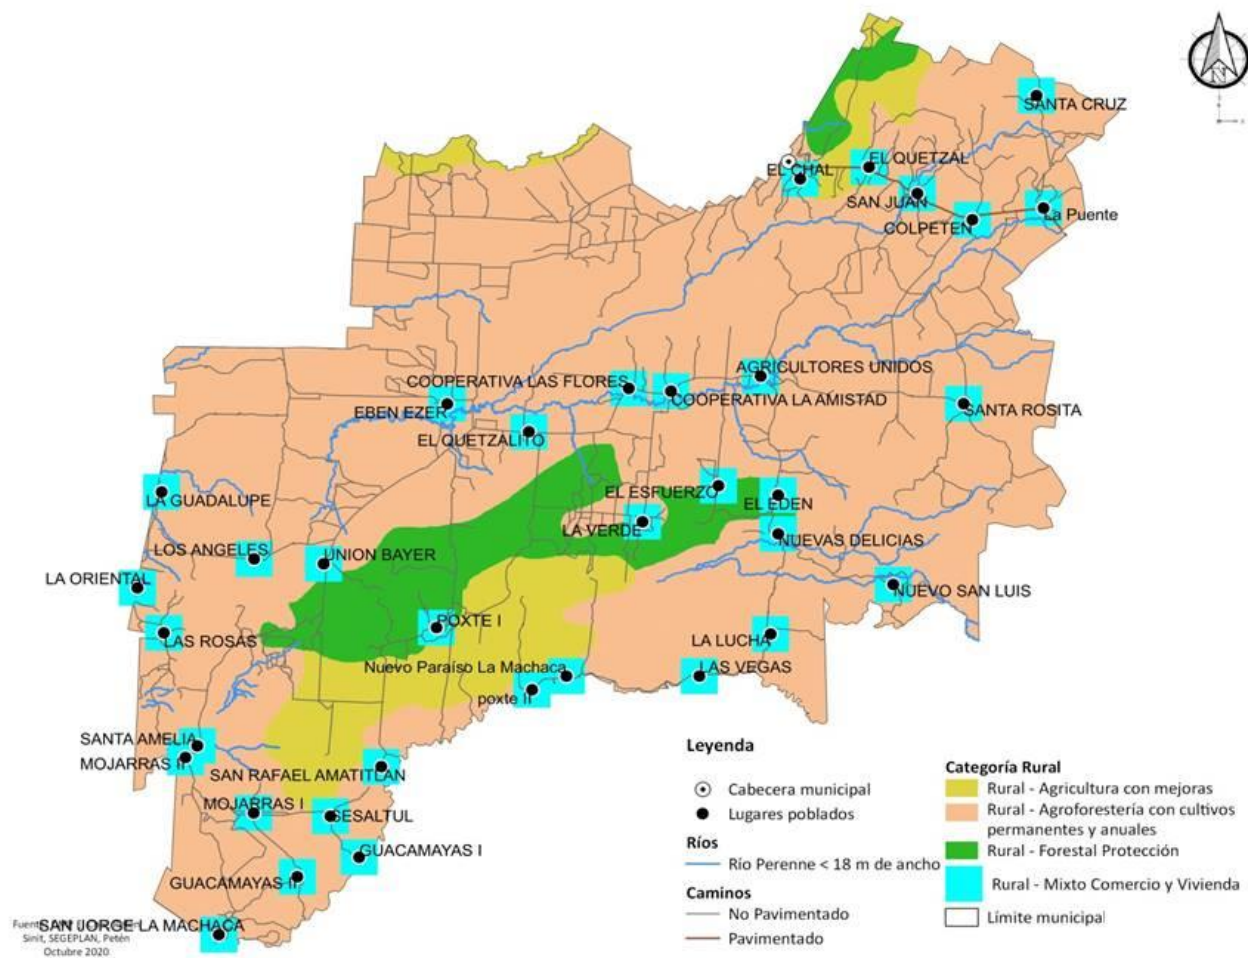 N
SANTA CRUZ
EL QUETZAL
EL CHAL
SAN JUAN
La Puente
COLPETEN
AGRICULTORES UNIDOS
COOPERATIVA LAS FLORES
COOPERATIVA LA AMISTAD
EBEN EZER
SANTA ROSITA
EL QUETZALITO
EL ESFUERZO
LA GUADALUPE
EL EDEN
LA VERDE
NUEVAS DELICIAS
LOS ANGELES
UNION BAYER
LA ORIENTAL
NUEVO SAN LUIS
POXTE I
LAS ROSAS
LA LUCHA
Nuevo Paraíso La Machaca
LAS VEGAS
poxte II
SANTA AMELIA
MOJARRAS II
SAN RAFAEL AMATITLAN
MOJARRAS I
SESALTUL
GUACAMAYAS I
GUACAMAYAS II
SAN JORGE LA MACHACA
Sinit, SEGEPLAN, Petén
Octubre 2020
Leyenda
Cabecera municipal
Lugares poblados
Ríos
Río Perenne < 18 m de ancho
Caminos
No Pavimentado
Pavimentado
Categoría Rural
Rural - Agricultura con mejoras
Rural - Agroforestería con cultivos
permanentes y anuales
Rural - Forestal Protección
Rural - Mixto Comercio y Vivienda
Límite municipal